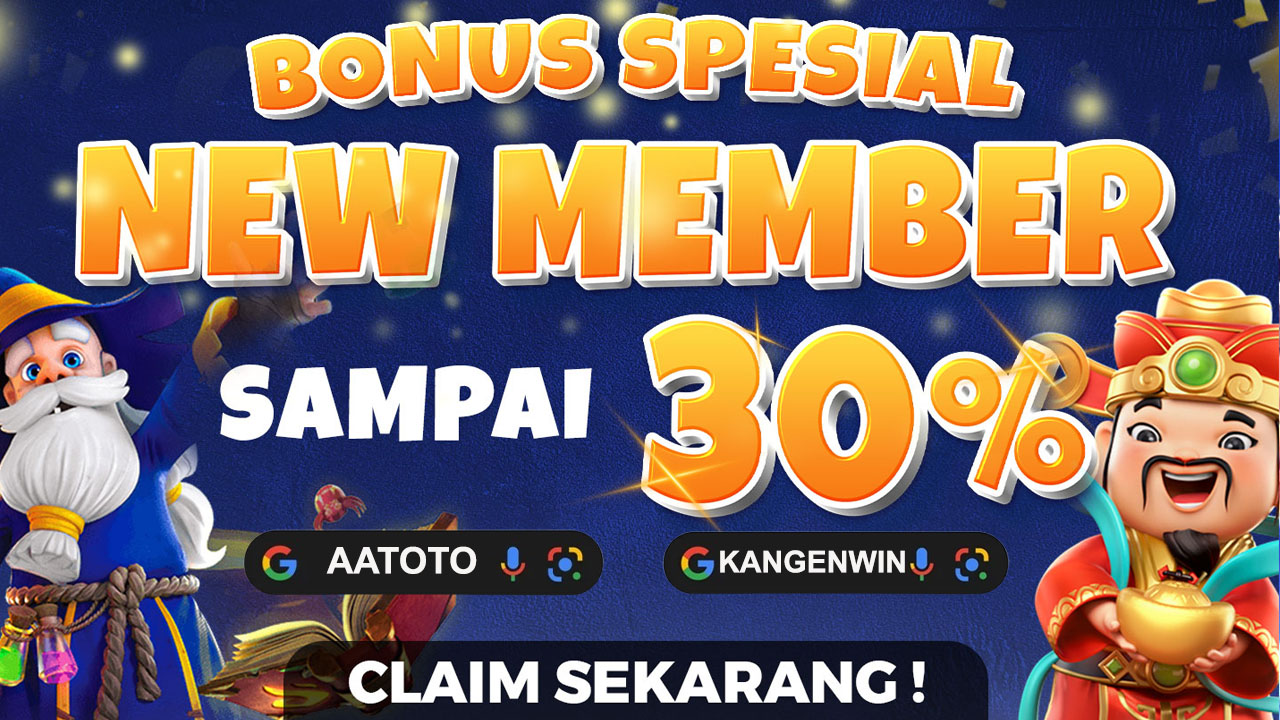 BONUS SPESIAL
NEW MEMBER
SAMPAI 30%
AATOTO
KANGENWIN
CLAIM SEKARANG !